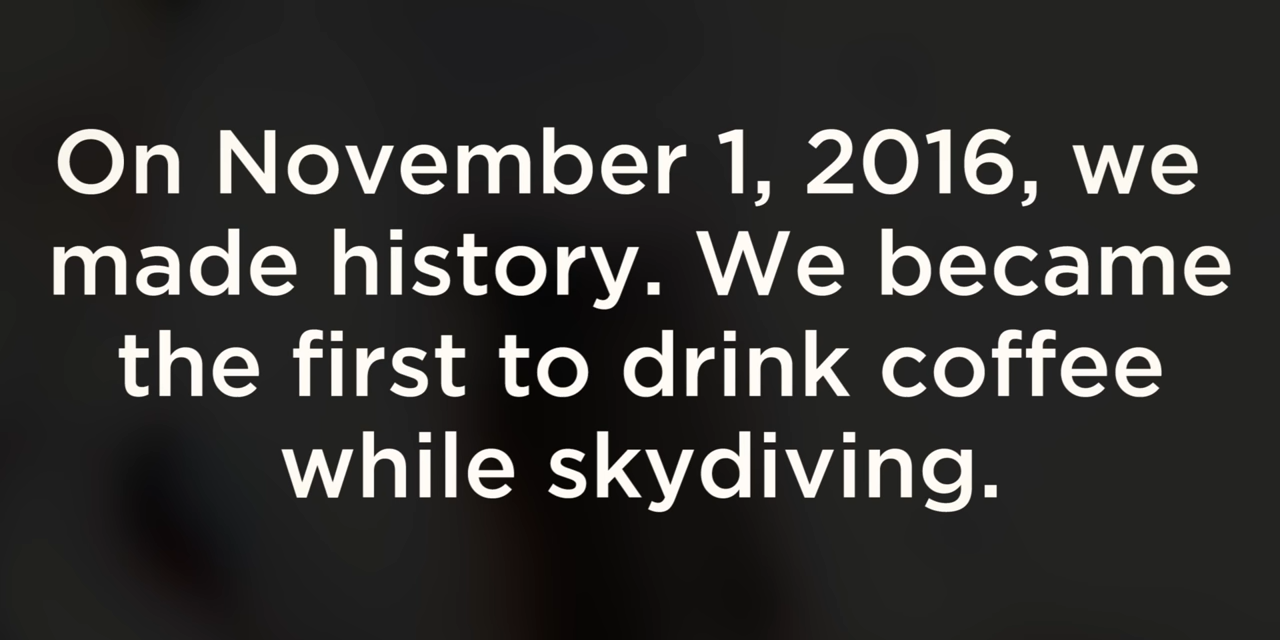 On November 1, 2016, we
made history. We became
the first to drink coffee
while skydiving.